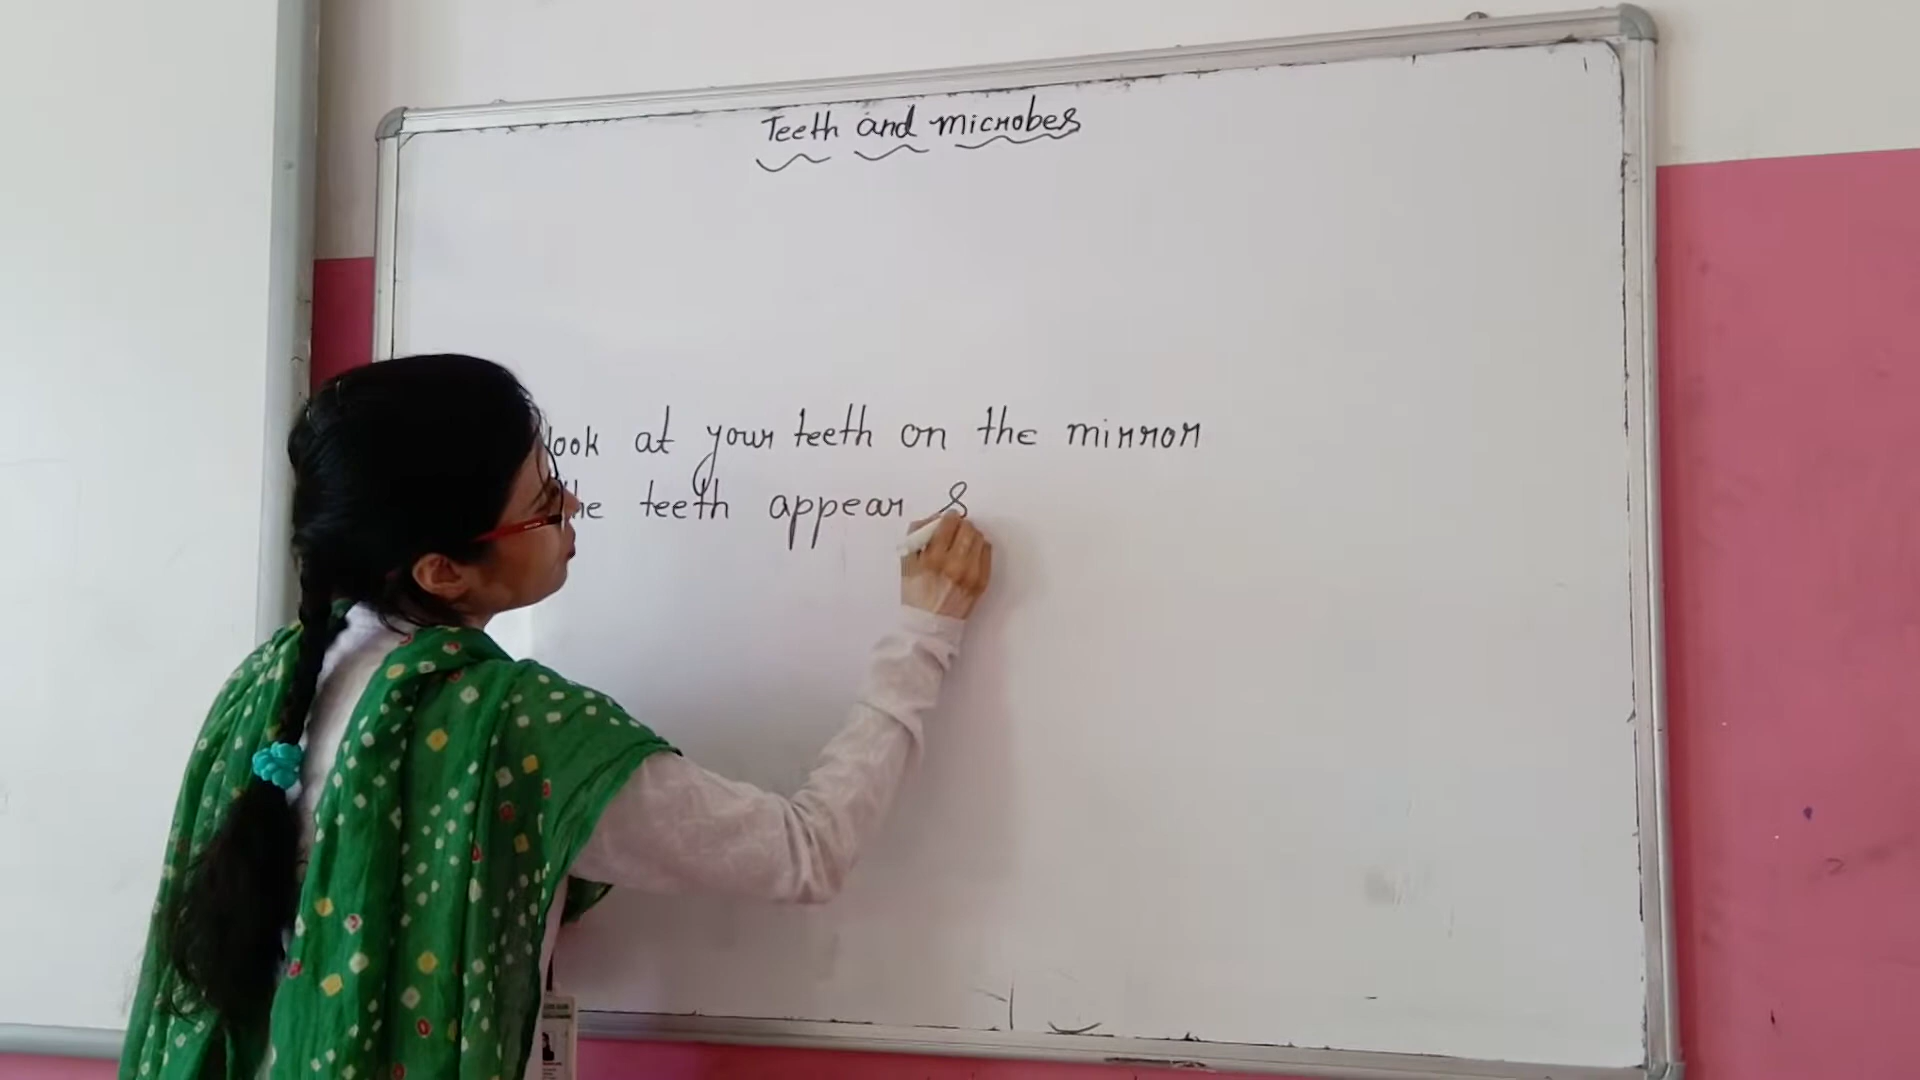 Teeth and microbes
look at your teeth on the mirror
the teeth appear s